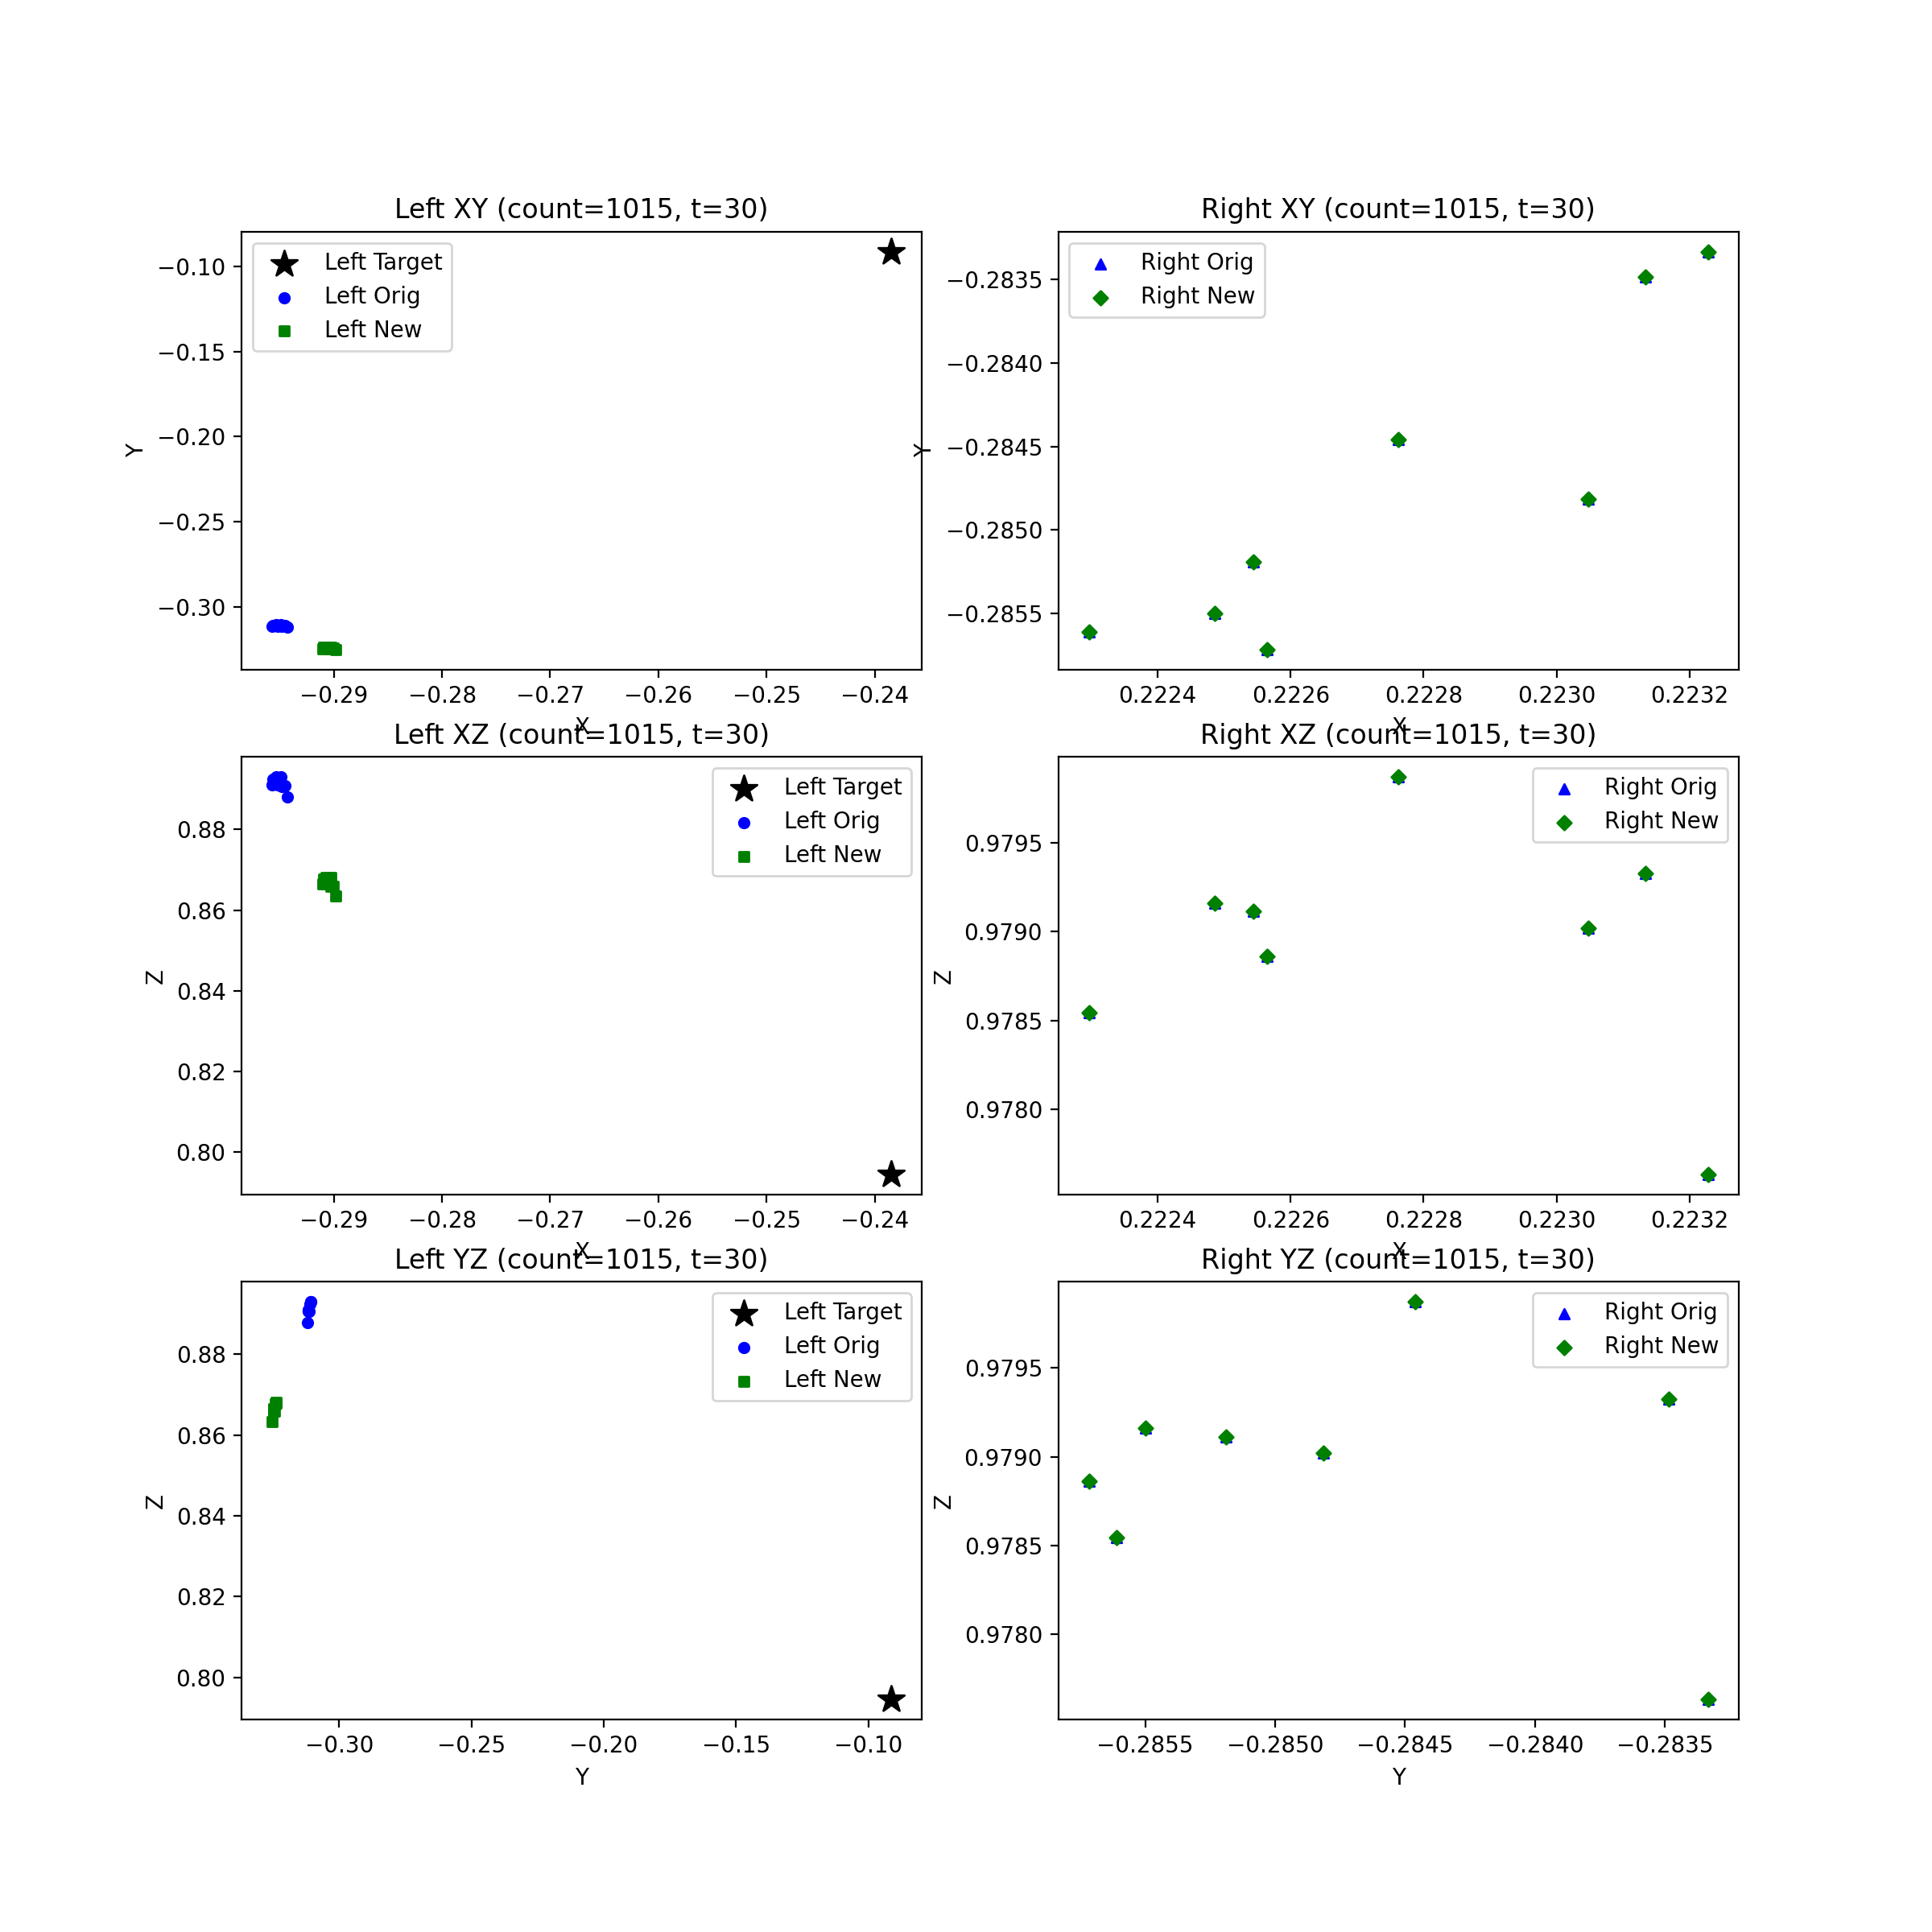 Left XY (count=1015, t=30)
Left Target
Left Orig
Left New
−0.10
−0.15
−0.20
−0.25
−0.30
Y
−0.29 −0.28 −0.27 −0.26 −0.25 −0.24
X
Right XY (count=1015, t=30)
Right Orig
Right New
−0.2835
−0.2840
−0.2845
−0.2850
−0.2855
Y
0.2224 0.2226 0.2228 0.2230 0.2232
X
Left XZ (count=1015, t=30)
Left Target
Left Orig
Left New
0.88
0.86
0.84
0.82
0.80
Z
−0.29 −0.28 −0.27 −0.26 −0.25 −0.24
X
Right XZ (count=1015, t=30)
Right Orig
Right New
0.9795
0.9790
0.9785
0.9780
Z
0.2224 0.2226 0.2228 0.2230 0.2232
X
Left YZ (count=1015, t=30)
Left Target
Left Orig
Left New
0.88
0.86
0.84
0.82
0.80
Z
−0.30 −0.25 −0.20 −0.15 −0.10
Y
Right YZ (count=1015, t=30)
Right Orig
Right New
0.9795
0.9790
0.9785
0.9780
Z
−0.2855 −0.2850 −0.2845 −0.2840 −0.2835
Y